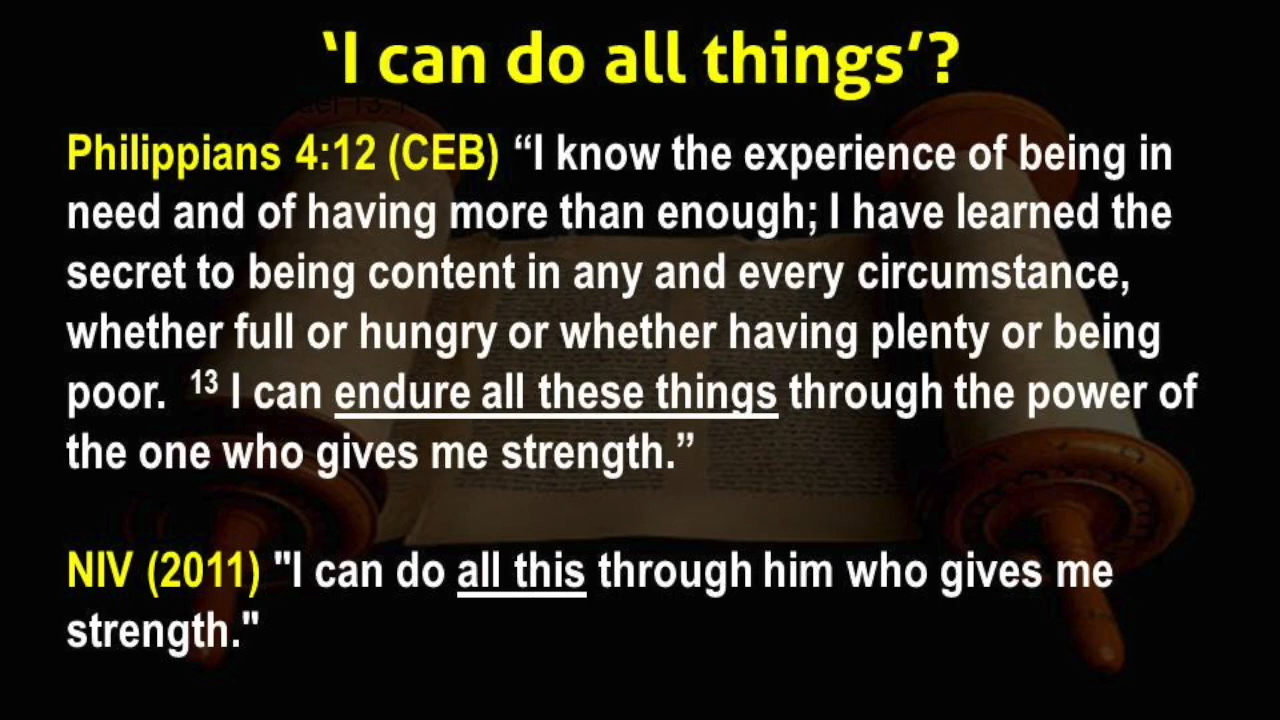 ‘I can do all things’?
Philippians 4:12 (CEB) “I know the experience of being in
need and of having more than enough; I have learned the
secret to being content in any and every circumstance,
whether full or hungry or whether having plenty or being
poor. ¹³ I can endure all these things through the power of
the one who gives me strength.”
NIV (2011) "I can do all this through him who gives me
strength."